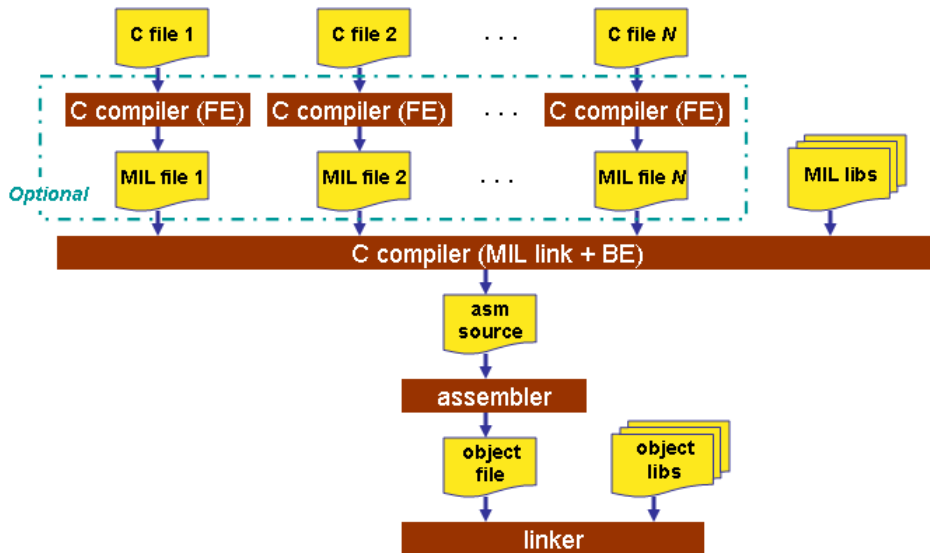 C file 1
C file 2
. . .
C file N
C compiler (FE)
C compiler (FE)
. . .
C compiler (FE)
Optional
MIL file 1
MIL file 2
. . .
MIL file N
MIL libs
C compiler (MIL link + BE)
asm
source
assembler
object
file
object
libs
linker